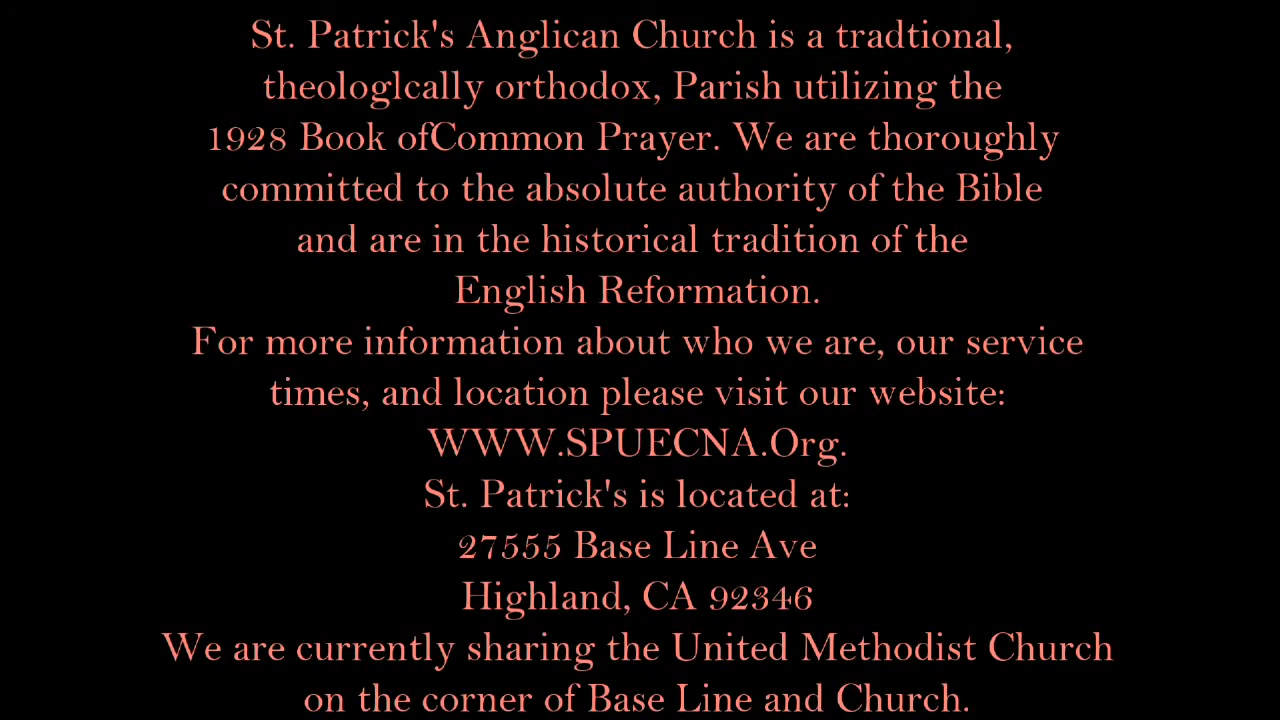 St. Patrick's Anglican Church is a tradtional,
theologlcally orthodox, Parish utilizing the
1928 Book ofCommon Prayer. We are thoroughly
committed to the absolute authority of the Bible
and are in the historical tradition of the
English Reformation.
For more information about who we are, our service
times, and location please visit our website:
WWW.SPUECNA.Org.
St. Patrick's is located at:
27555 Base Line Ave
Highland, CA 92346
We are currently sharing the United Methodist Church
on the corner of Base Line and Church.